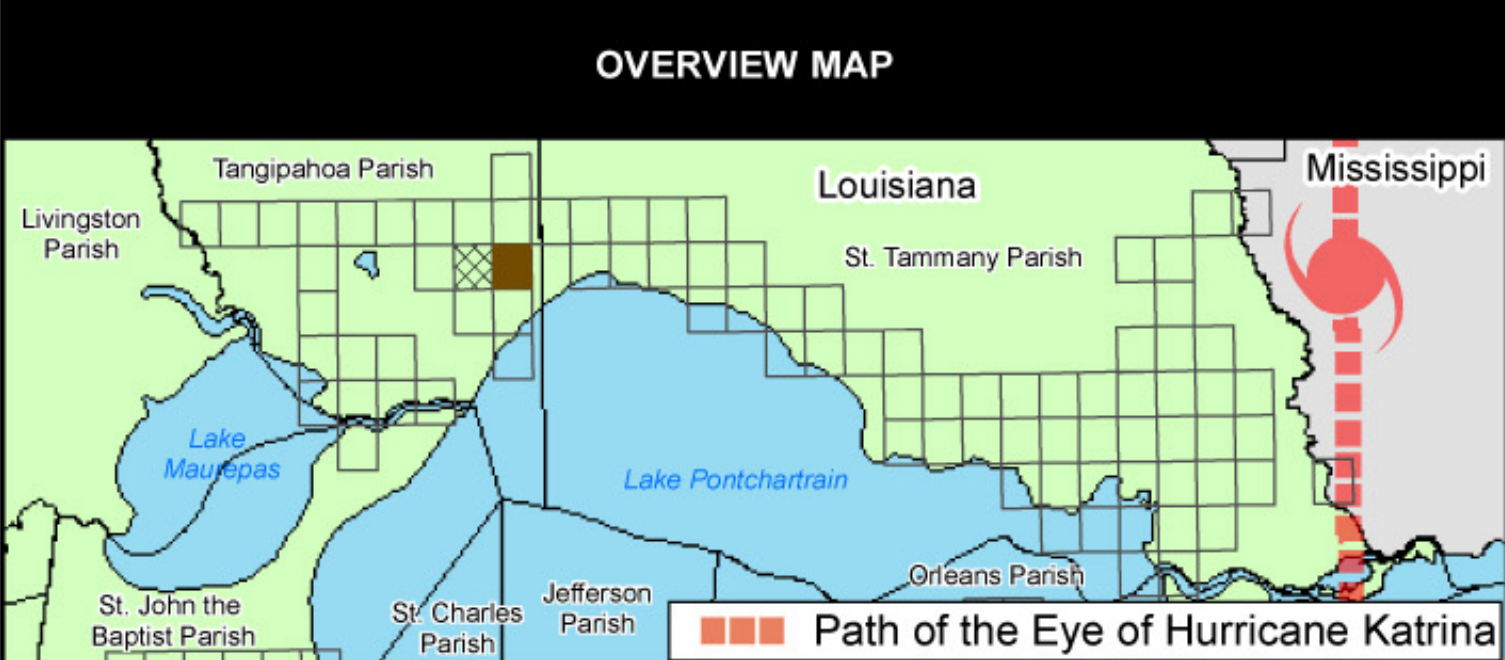 OVERVIEW MAP
Tangipahoa Parish
Mississippi
Louisiana
Livingston
Parish
St. Tammany Parish
Lake
Maurepas
Lake Pontchartrain
Orleans Parish
St. John the
Baptist Parish
St. Charles
Parish
Jefferson
Parish
Path of the Eye of Hurricane Katrina